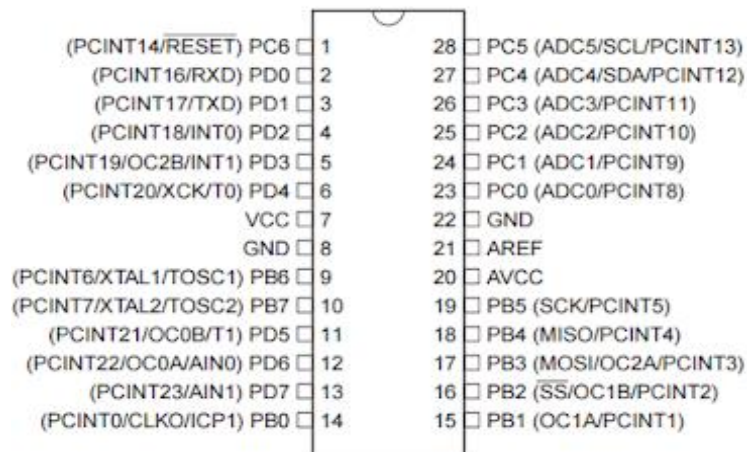 (PCINT14/RESET) PC6 1 28 PC5 (ADC5/SCL/PCINT13)
(PCINT16/RXD) PD0 2 27 PC4 (ADC4/SDA/PCINT12)
(PCINT17/TXD) PD1 3 26 PC3 (ADC3/PCINT11)
(PCINT18/INT0) PD2 4 25 PC2 (ADC2/PCINT10)
(PCINT19/OC2B/INT1) PD3 5 24 PC1 (ADC1/PCINT9)
(PCINT20/XCK/T0) PD4 6 23 PC0 (ADC0/PCINT8)
VCC 7 22 GND
GND 8 21 AREF
(PCINT6/XTAL1/TOSC1) PB6 9 20 AVCC
(PCINT7/XTAL2/TOSC2) PB7 10 19 PB5 (SCK/PCINT5)
(PCINT21/OC0B/T1) PD5 11 18 PB4 (MISO/PCINT4)
(PCINT22/OC0A/AIN0) PD6 12 17 PB3 (MOSI/OC2A/PCINT3)
(PCINT23/AIN1) PD7 13 16 PB2 (SS/OC1B/PCINT2)
(PCINT0/CLKO/ICP1) PB0 14 15 PB1 (OC1A/PCINT1)